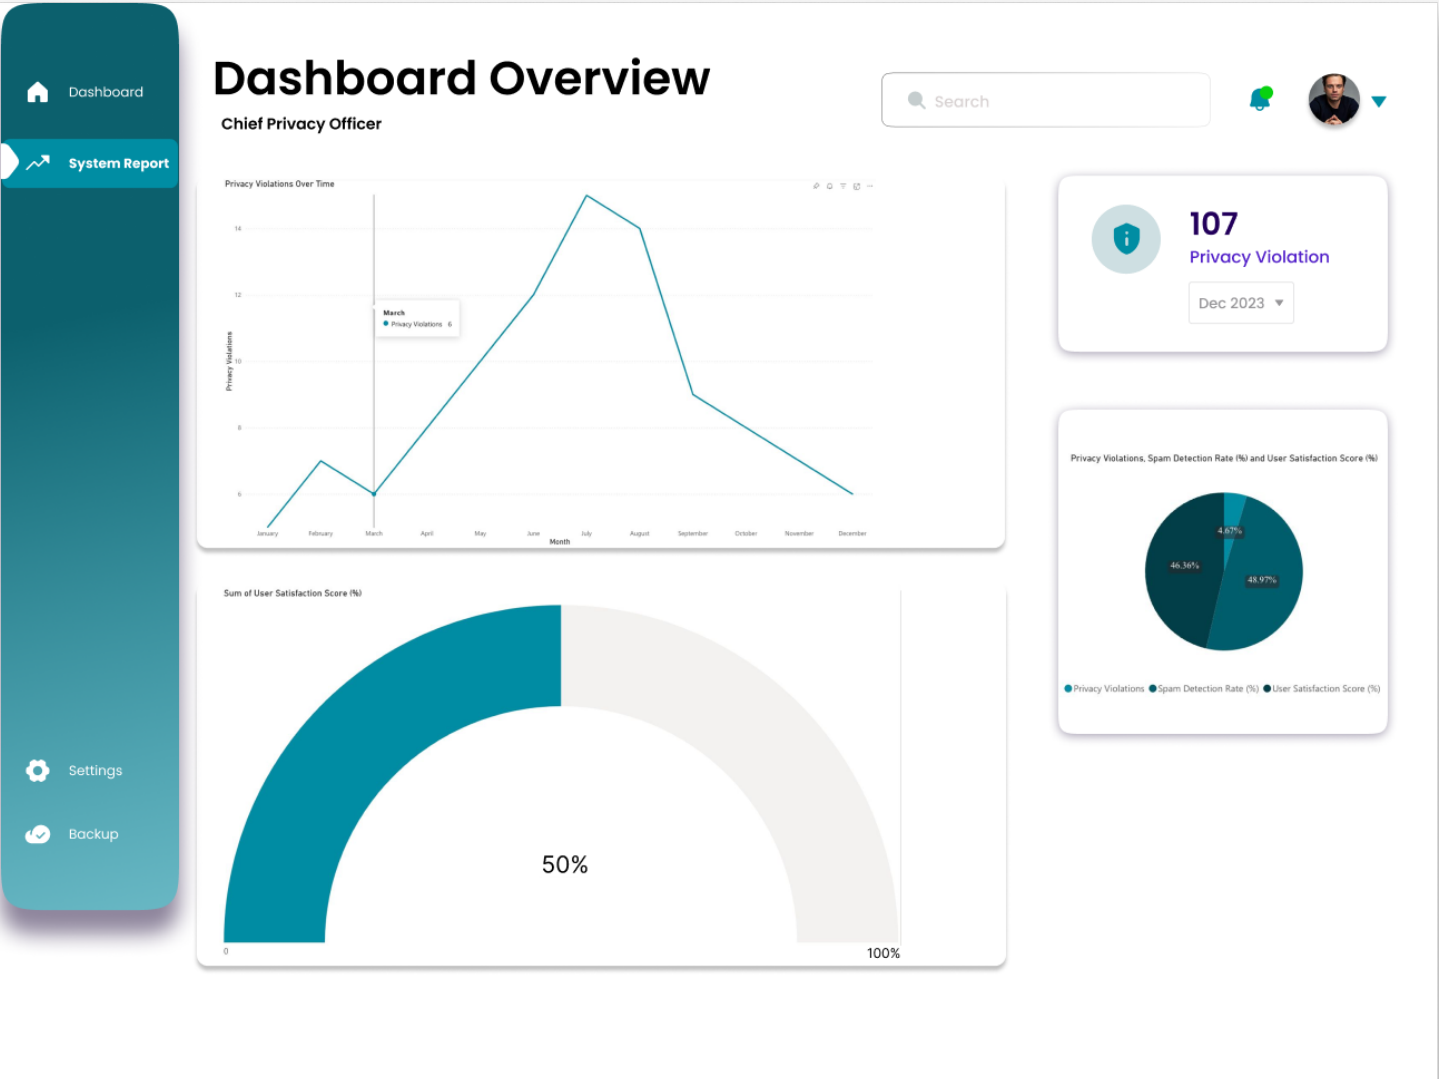 Dashboard
System Report
Settings
Backup
Dashboard Overview
Chief Privacy Officer
Search
Privacy Violations Over Time
14
12
10
8
6
Privacy Violations
March
Privacy Violations 6
January February March April May June July August September October November December
Month
107
Privacy Violation
Dec 2023
Privacy Violations, Spam Detection Rate (%) and User Satisfaction Score (%)
4.67%
46.36%
48.97%
Privacy Violations Spam Detection Rate (%) User Satisfaction Score (%)
Sum of User Satisfaction Score (%)
50%
0
100%